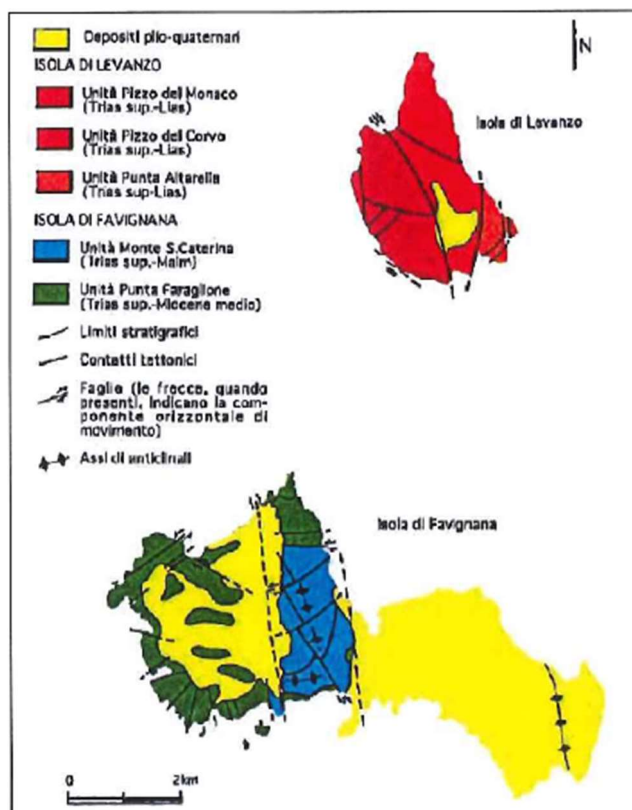 Depositi plio-quaternari
ISOLA DI LEVANZO
Unità Pizzo del Monaco
(Trias sup.-Lias)
Unità Pizzo del Corvo
(Trias sup.-Lias)
Unità Punta Altarella
(Trias sup-Lias)
ISOLA DI FAVIGNANA
Unità Monte S.Caterina
(Trias sup.-Malm)
Unità Punta Faraglione
(Trias sup.-Miocene medio)
Limiti stratigrafici
Contatti tettonici
Faglie (le frecce, quando
presenti, indicano la com-
ponente orizzontale di
movimento)
Assi di anticlinali
N
Isola di Levanzo
Isola di Favignana
0 2km